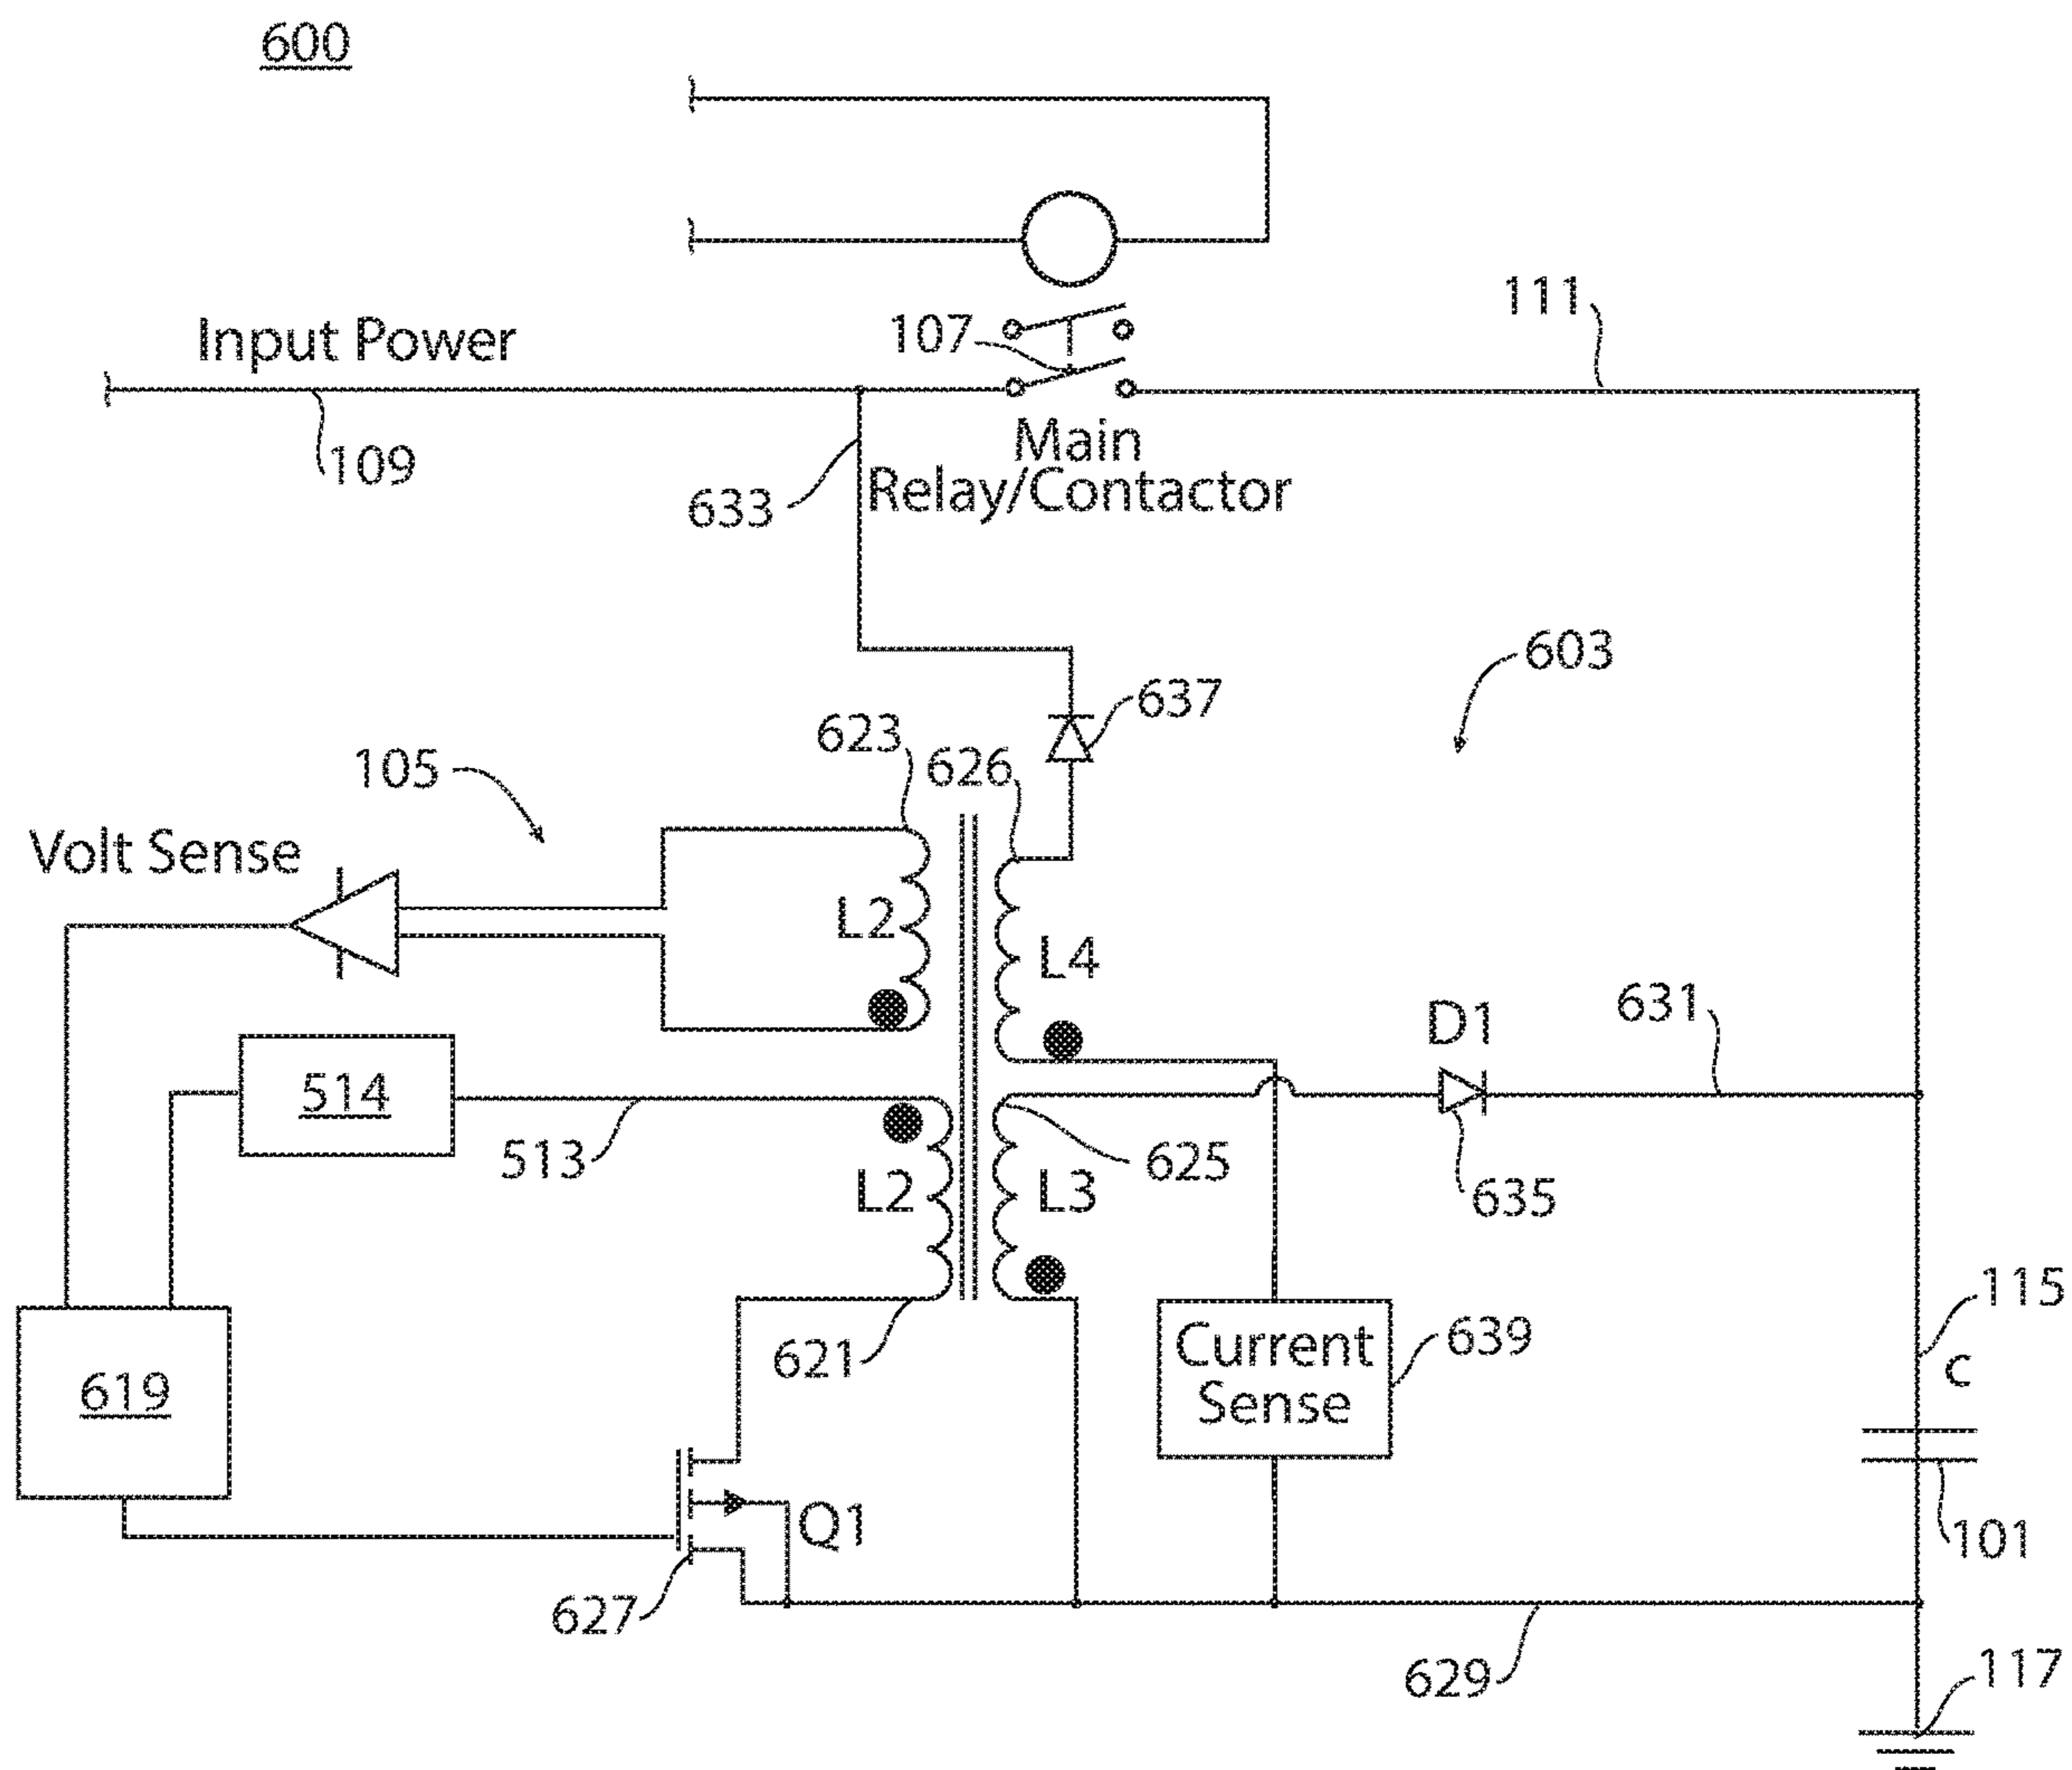 600
111
107
Input Power
Main
Relay/Contactor
109
633
603
637
623
626
105
Volt Sense
L2
L4
D1
631
514
513
625
L2
L3
635
115
621
Current
Sense
639
C
619
Q1
101
627
629
117